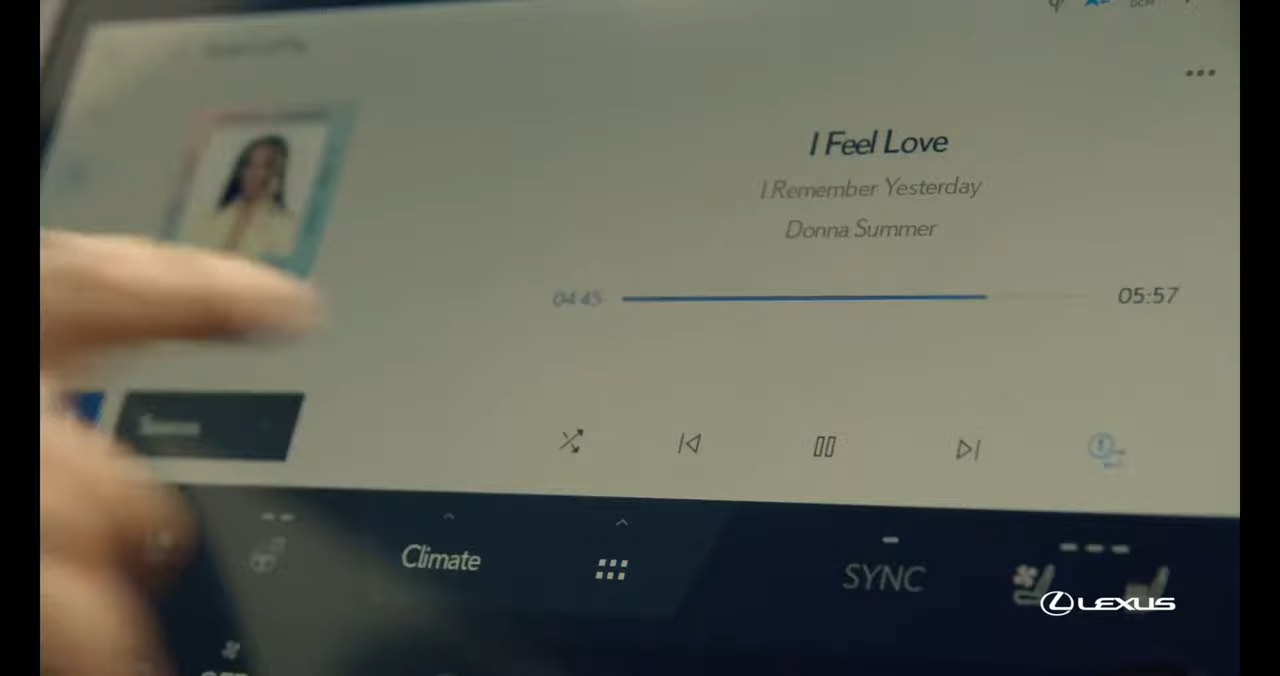 I Feel Love
I Remember Yesterday
Donna Summer
04:45
05:57
Climate
SYNC
LEXUS